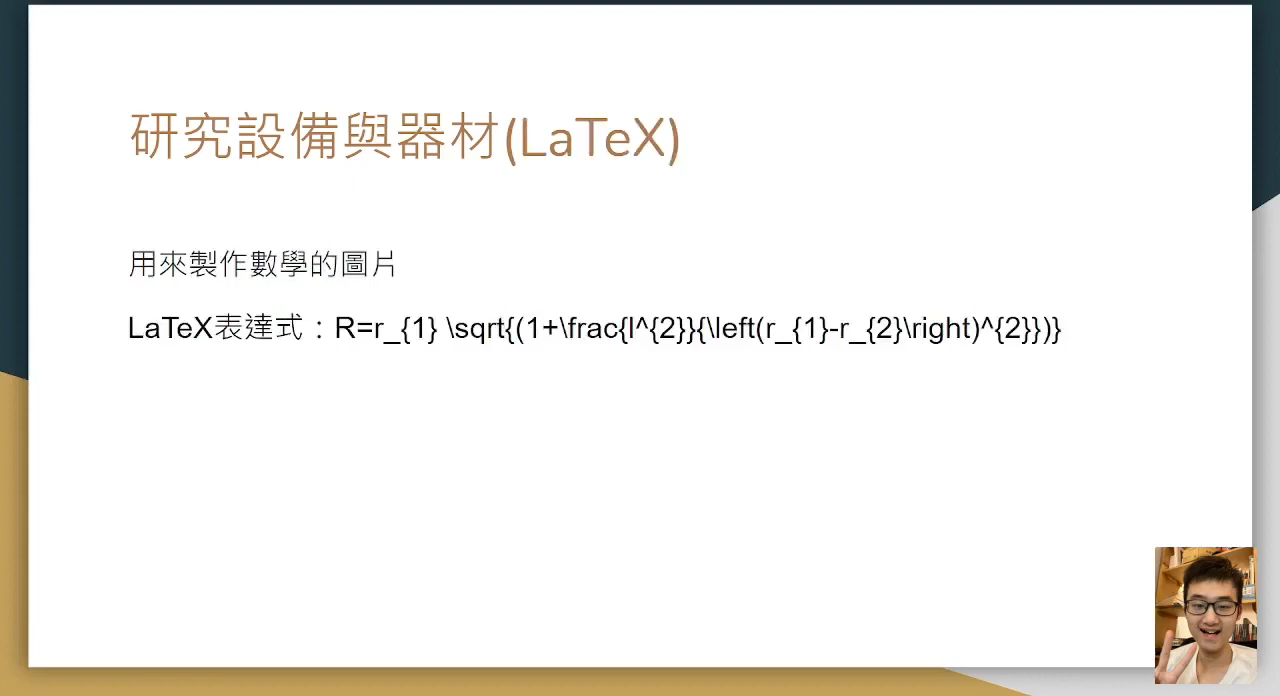 研究設備與器材(LaTeX)
用來製作數學的圖片
LaTeX表達式：R=r_{1} \sqrt{(1+\frac{l^{2}}{\left(r_{1}-r_{2}\right)^{2}})}